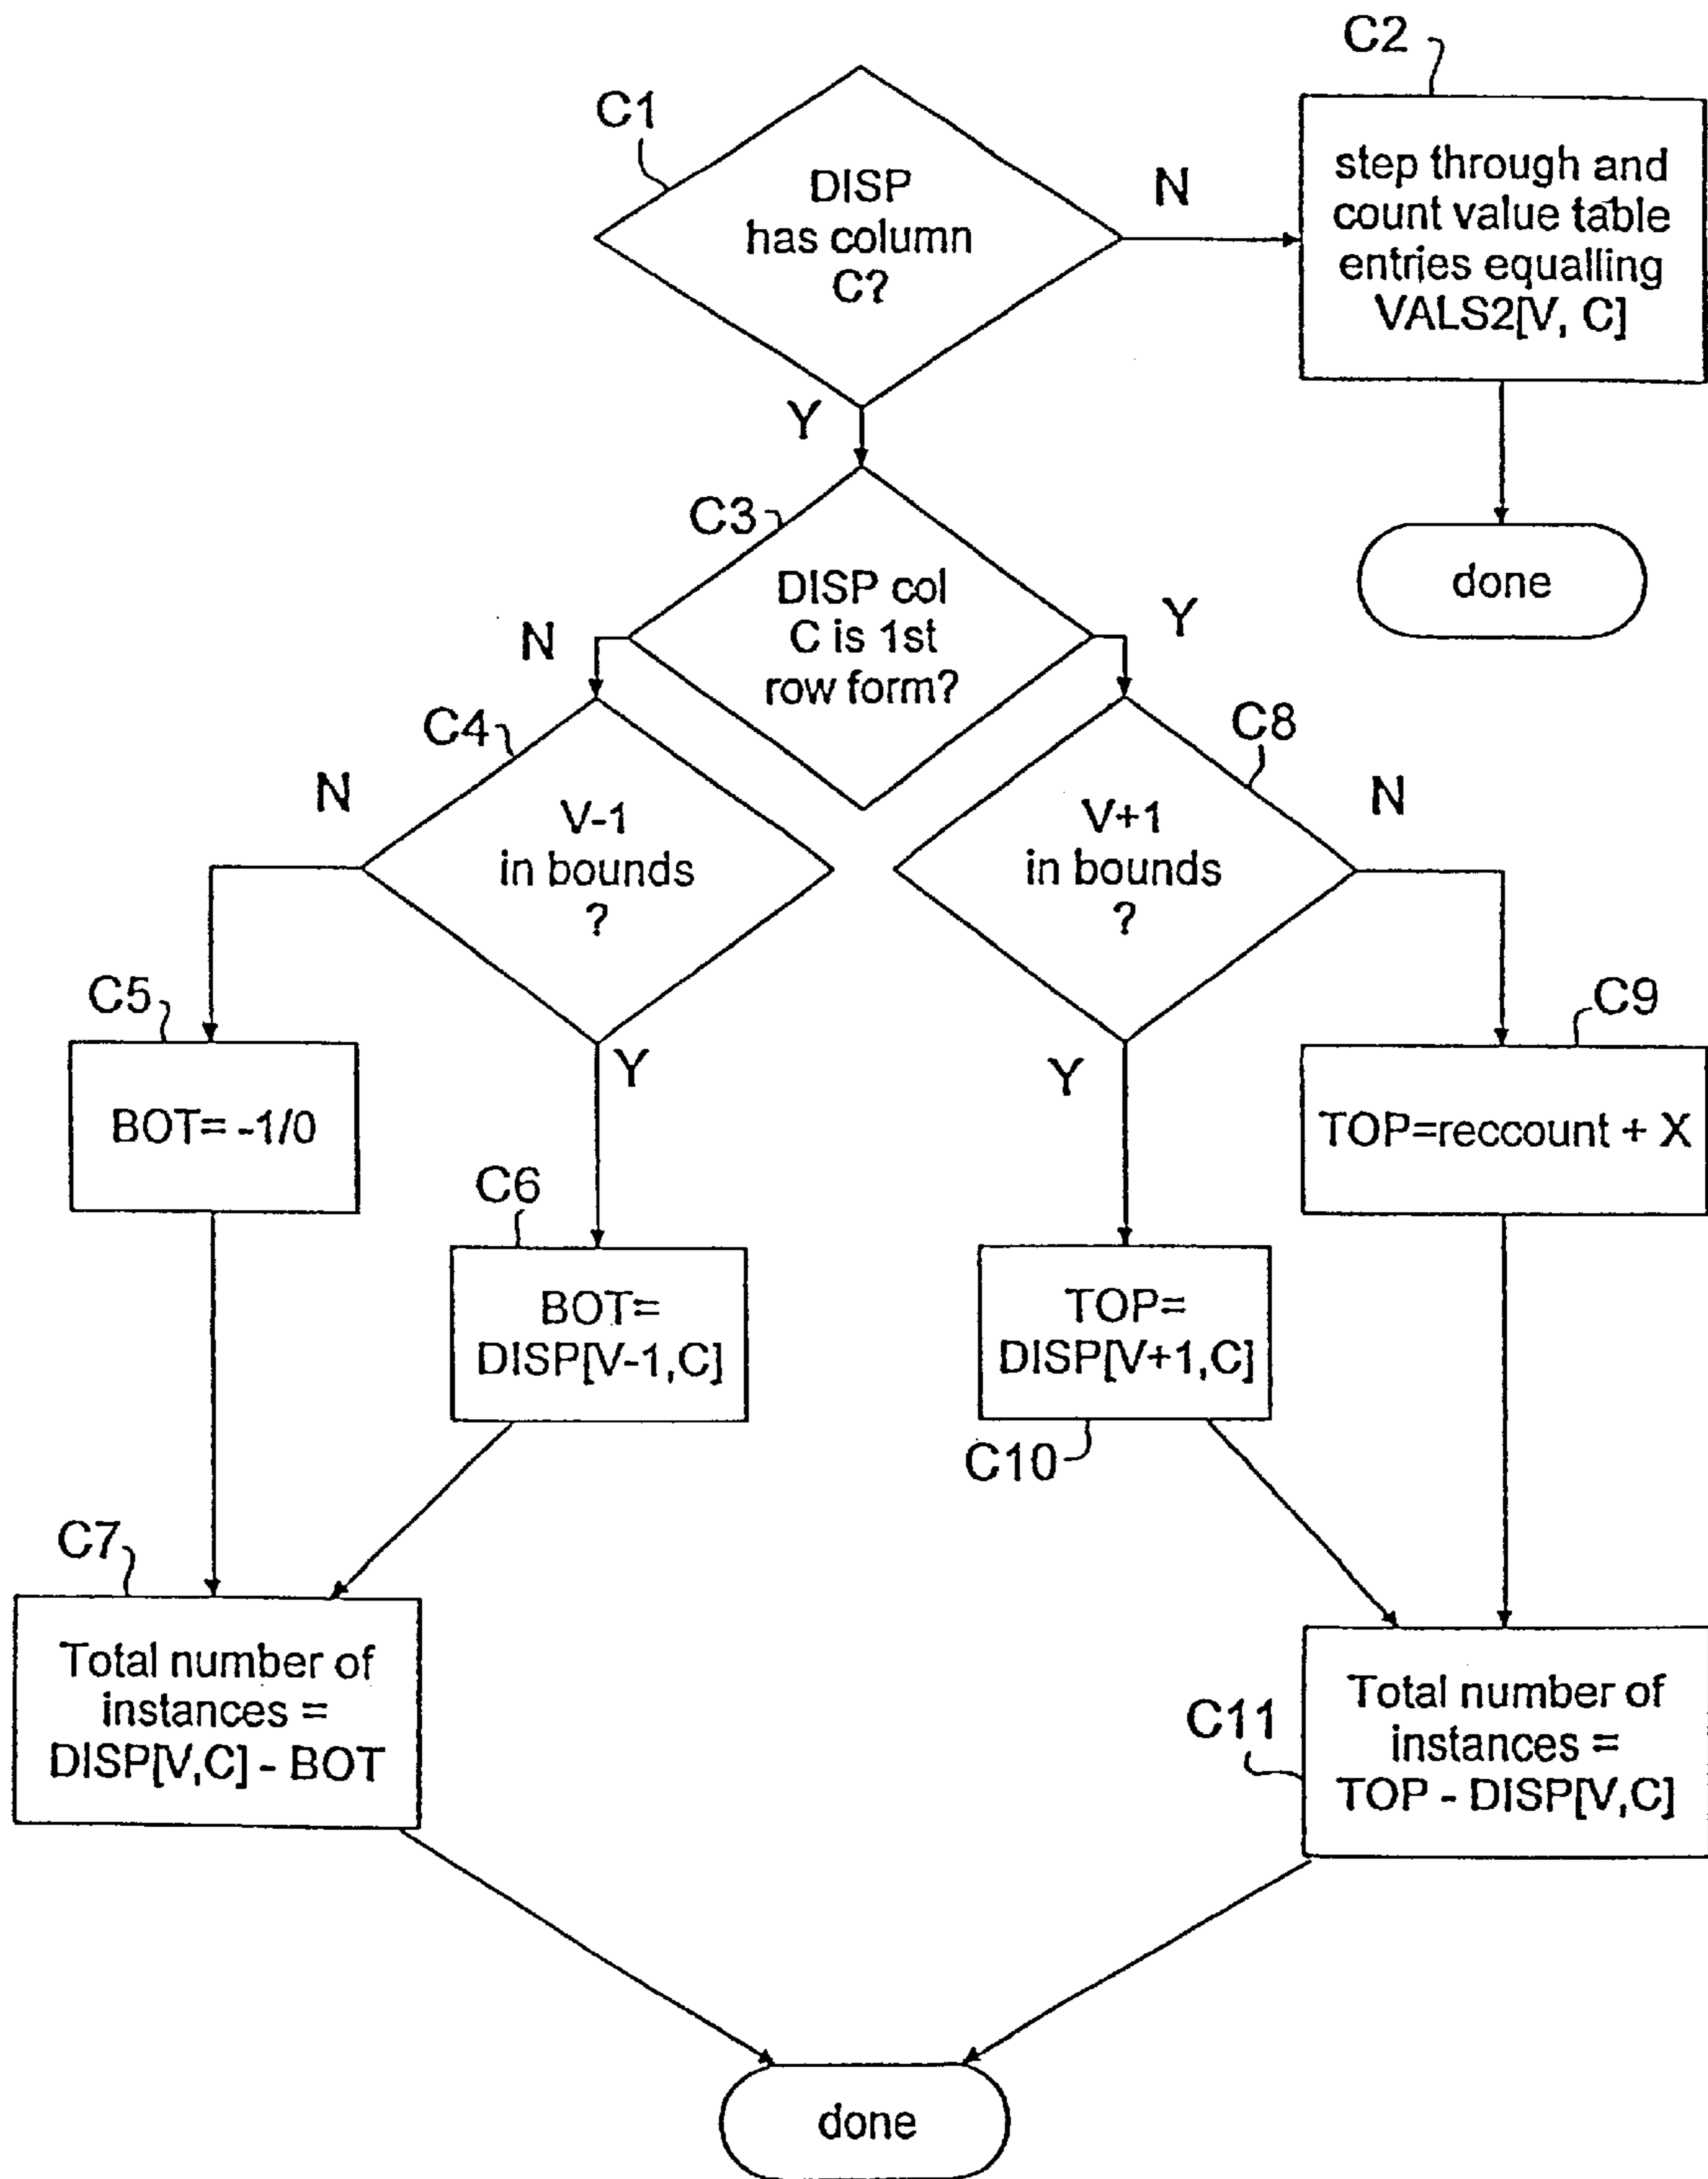 C2
C1
DISP
has column
C?
N
step through and
count value table
entries equalling
VALS2[V, C]
Y
done
C3
DISP col
C is 1st
row form?
N
Y
C4
V-1
in bounds
?
N
C8
V+1
in bounds
?
N
C5
BOT= -1/0
Y
Y
C9
TOP=reccount + X
C6
BOT=
DISP[V-1,C]
TOP=
DISP[V+1,C]
C10
C7
Total number of
instances =
DISP[V,C] - BOT
C11
Total number of
instances =
TOP - DISP[V,C]
done